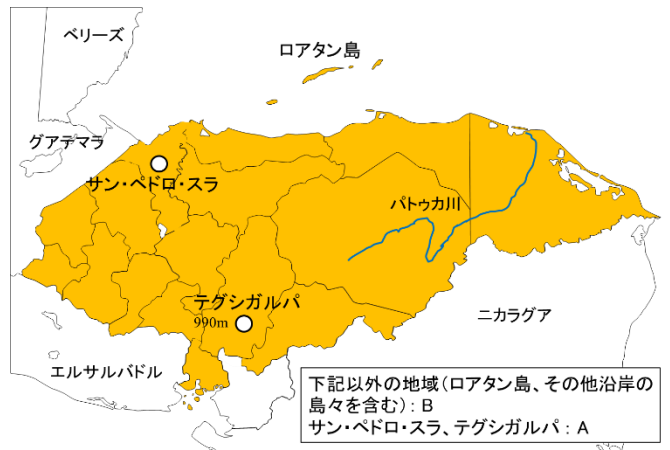 ベリーズ
ロアタン島
グアテマラ
サン・ペドロ・スラ
パトゥカ川
テグシガルパ
990m
ニカラグア
エルサルバドル
下記以外の地域(ロアタン島、その他沿岸の
島々を含む): B
サン・ペドロ・スラ、テグシガルパ : A